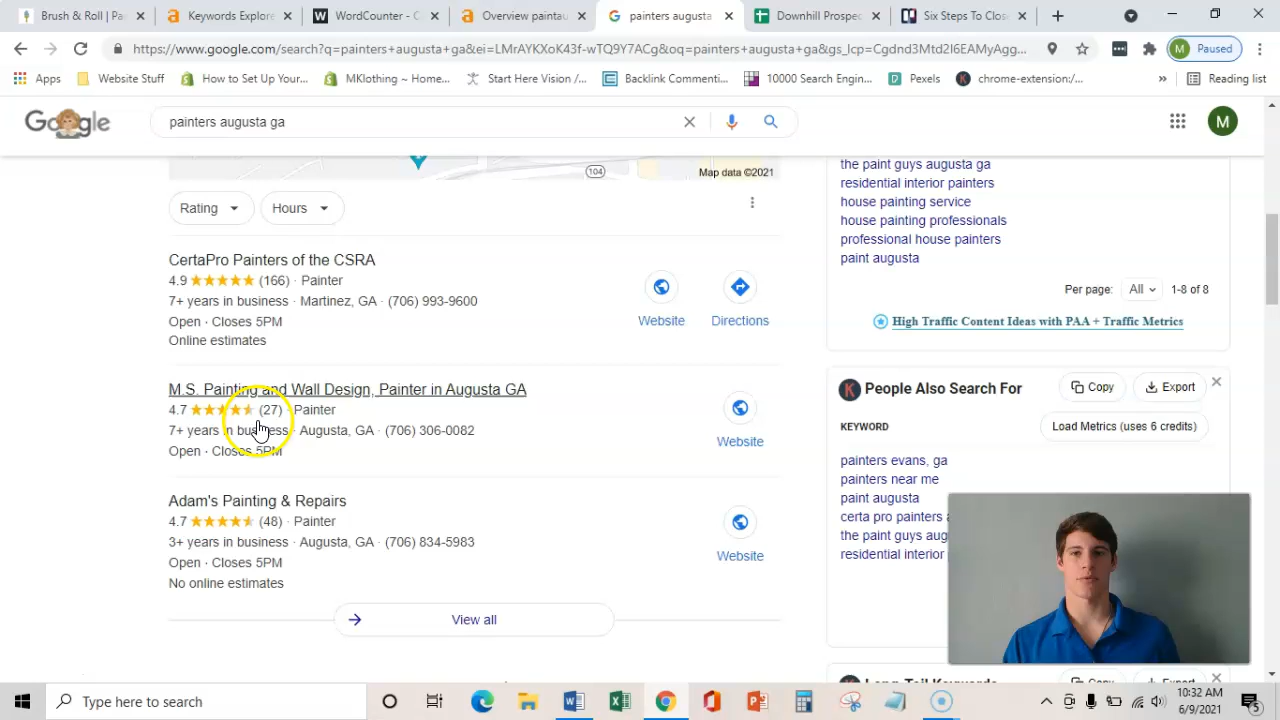 Brush & Roll | Pa
Keywords Explore
WordCounter - C
Overview paintau
painters augusta
Downhill Prospec
Six Steps To Close
https://www.google.com/search?q=painters+augusta+ga&ei=LMrAYKXoK43f-wTQ9Y7ACg&oq=painters+augusta+ga&gs_lcp=Cgdnd3Mtd2l6EAMyAgg...
M Paused
Apps
Website Stuff
How to Set Up Your...
MKlothing ~ Home...
Start Here Vision /...
Backlink Commenti...
10000 Search Engin...
Pexels
chrome-extension:/...
»
Reading list
Google
painters augusta ga
M
104
Map data ©2021
Rating
Hours
CertaPro Painters of the CSRA
4.9 (166) · Painter
7+ years in business · Martinez, GA · (706) 993-9600
Open · Closes 5PM
Online estimates
Website
Directions
M.S. Painting and Wall Design, Painter in Augusta GA
4.7 (27) · Painter
7+ years in business · Augusta, GA · (706) 306-0082
Open · Closes 5PM
Website
Adam's Painting & Repairs
4.7 (48) · Painter
3+ years in business · Augusta, GA · (706) 834-5983
Open · Closes 5PM
No online estimates
Website
View all
the paint guys augusta ga
residential interior painters
house painting service
house painting professionals
professional house painters
paint augusta
Per page: All 1-8 of 8
High Traffic Content Ideas with PAA + Traffic Metrics
K People Also Search For
Copy
Export
KEYWORD
Load Metrics (uses 6 credits)
painters evans, ga
painters near me
paint augusta
certa pro painters
the paint guys aug
residential interior
Long-Tail Keywords
Copy
Export
Type here to search
10:32 AM
6/9/2021
5